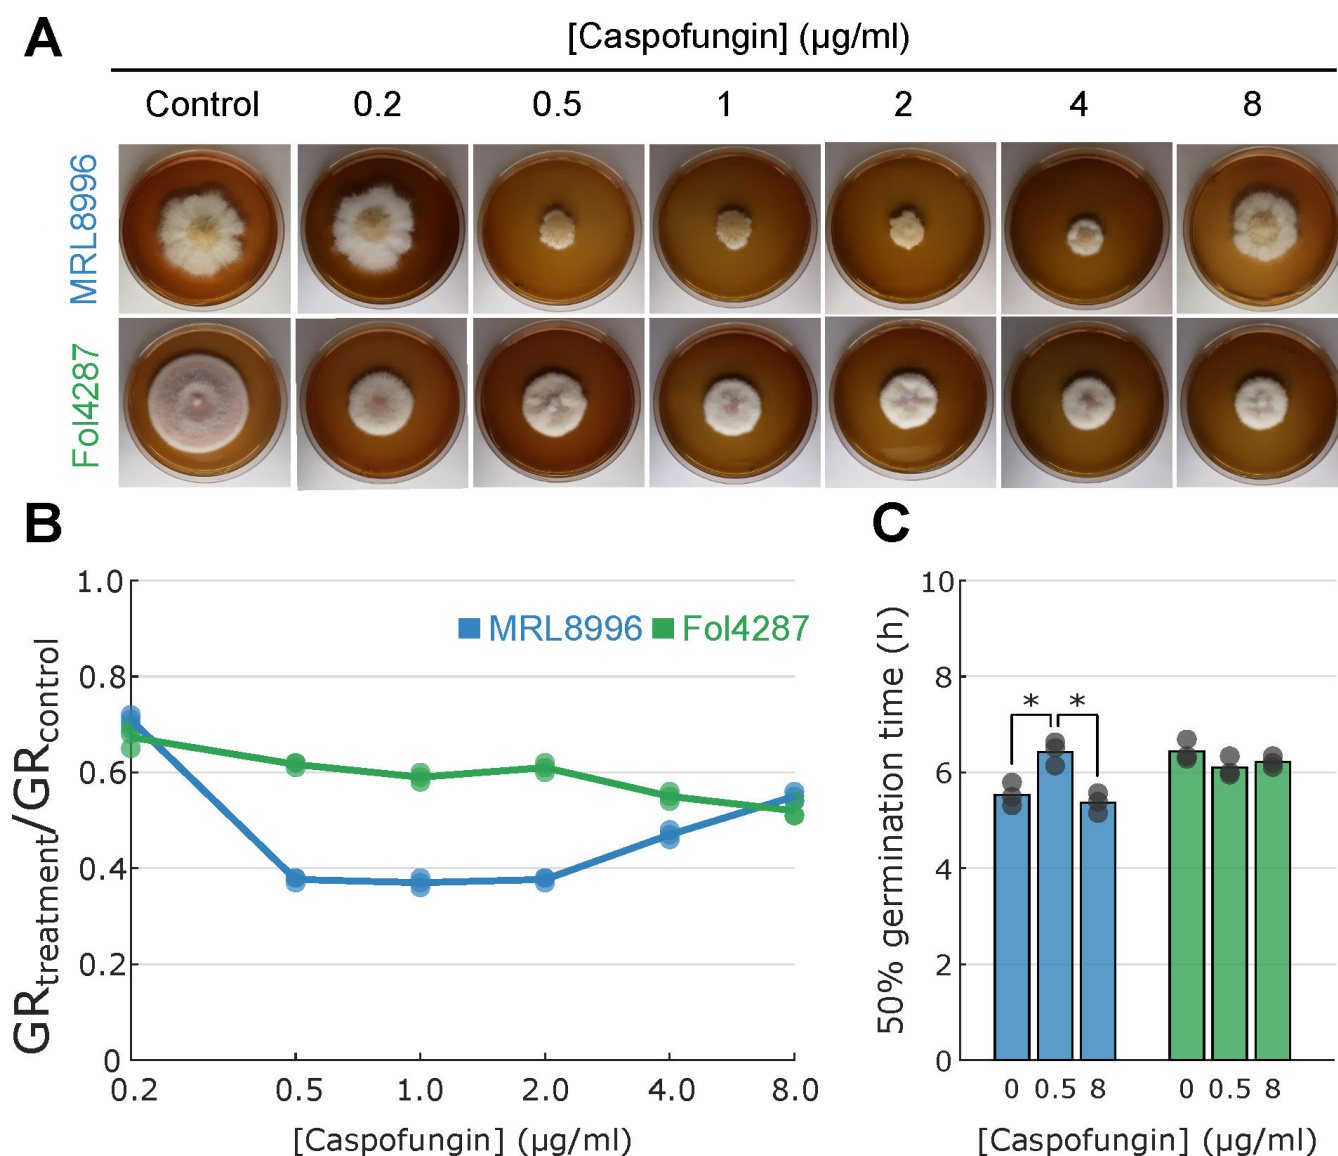 A
[Caspofungin] (µg/ml)
Control 0.2 0.5 1 2 4 8
MRL8996
Fol4287
B
GRtreatment/GRcontrol
1.0
0.8
0.6
0.4
0.2
0
MRL8996 Fol4287
0.2 0.5 1.0 2.0 4.0 8.0
[Caspofungin] (µg/ml)
C
50% germination time (h)
10
8
6
4
2
0
* *
0 0.5 8 0 0.5 8
[Caspofungin] (µg/ml)